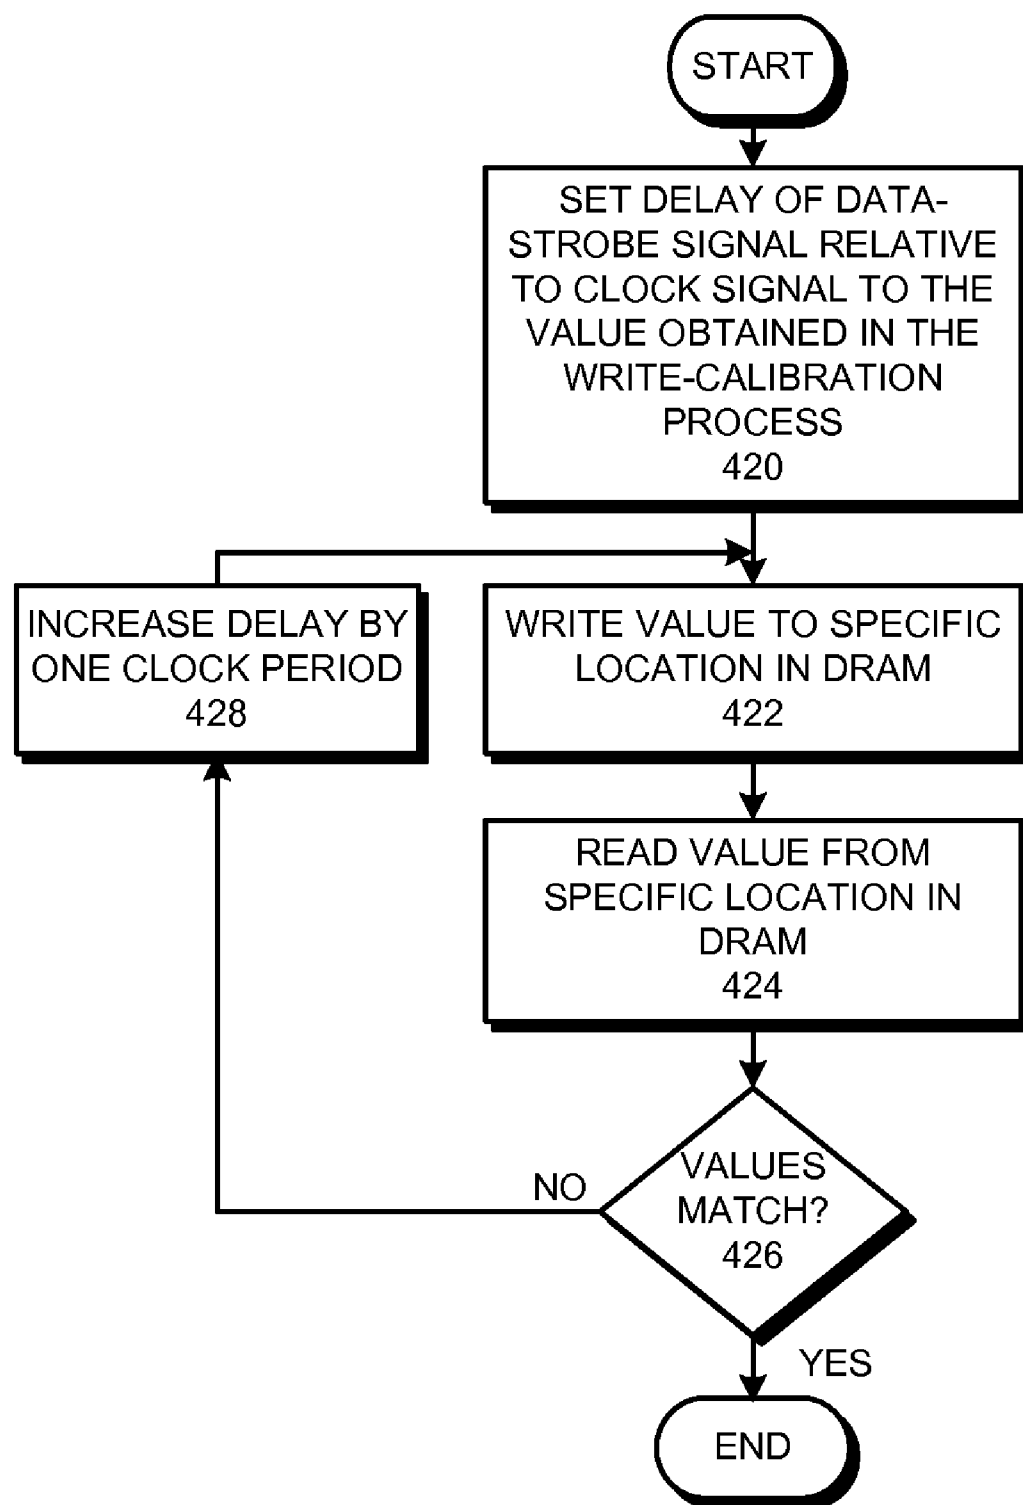 START
SET DELAY OF DATA-
STROBE SIGNAL RELATIVE
TO CLOCK SIGNAL TO THE
VALUE OBTAINED IN THE
WRITE-CALIBRATION
PROCESS
420
INCREASE DELAY BY
ONE CLOCK PERIOD
428
WRITE VALUE TO SPECIFIC
LOCATION IN DRAM
422
READ VALUE FROM
SPECIFIC LOCATION IN
DRAM
424
VALUES
MATCH?
426
NO
YES
END